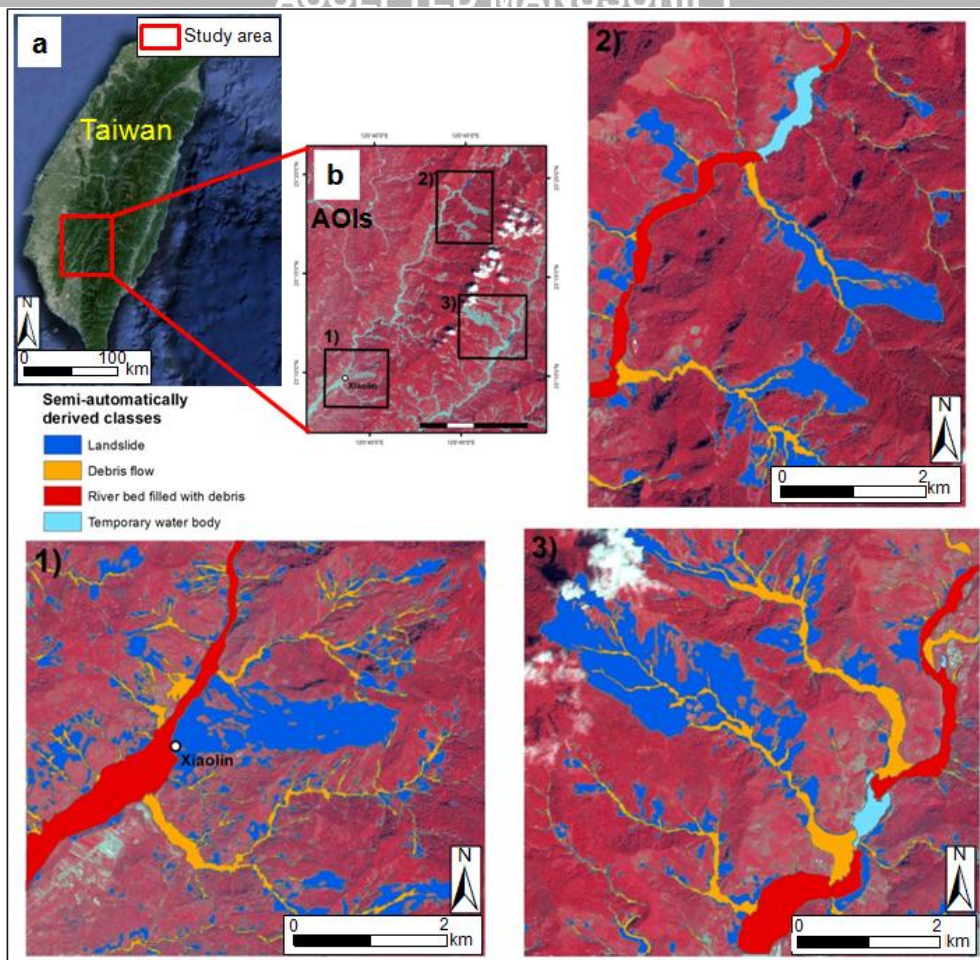 ACCEPTED MANUSCRIPT
a
Study area
Taiwan
N
0 100
km
b
AOIs
2)
3)
1)
Xiaolin
2)
N
0 2
km
Semi-automatically
derived classes
Landslide
Debris flow
River bed filled with debris
Temporary water body
1)
Xiaolin
N
0 2
km
3)
N
0 2
km